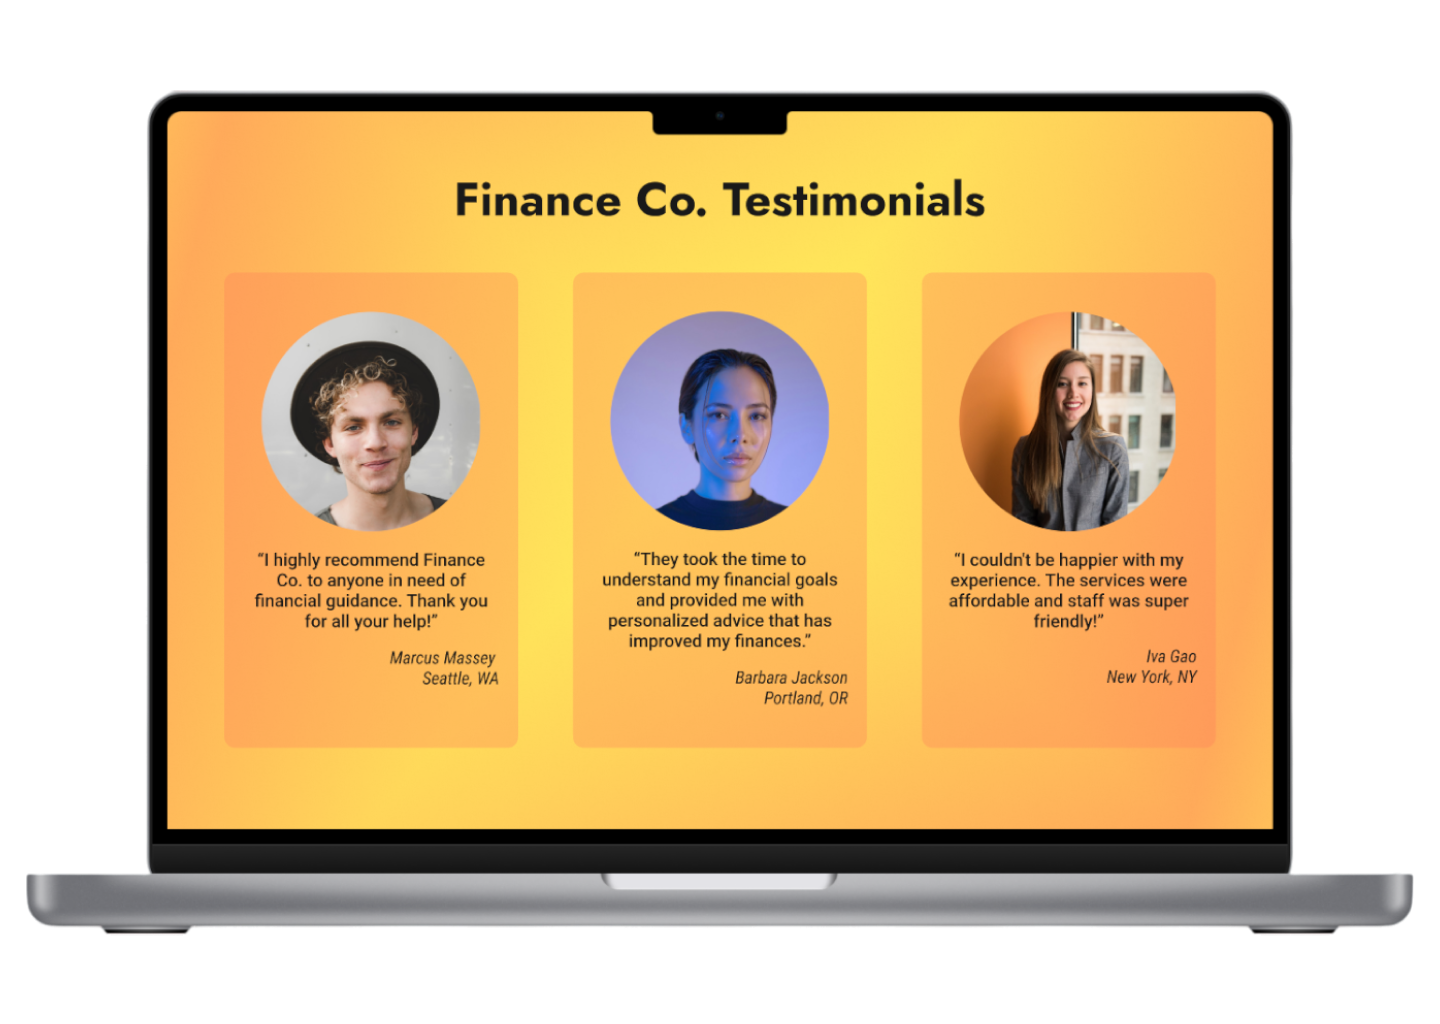 Finance Co. Testimonials
“I highly recommend Finance
Co. to anyone in need of
financial guidance. Thank you
for all your help!”
Marcus Massey
Seattle, WA
“They took the time to
understand my financial goals
and provided me with
personalized advice that has
improved my finances.”
Barbara Jackson
Portland, OR
“I couldn't be happier with my
experience. The services were
affordable and staff was super
friendly!”
Iva Gao
New York, NY